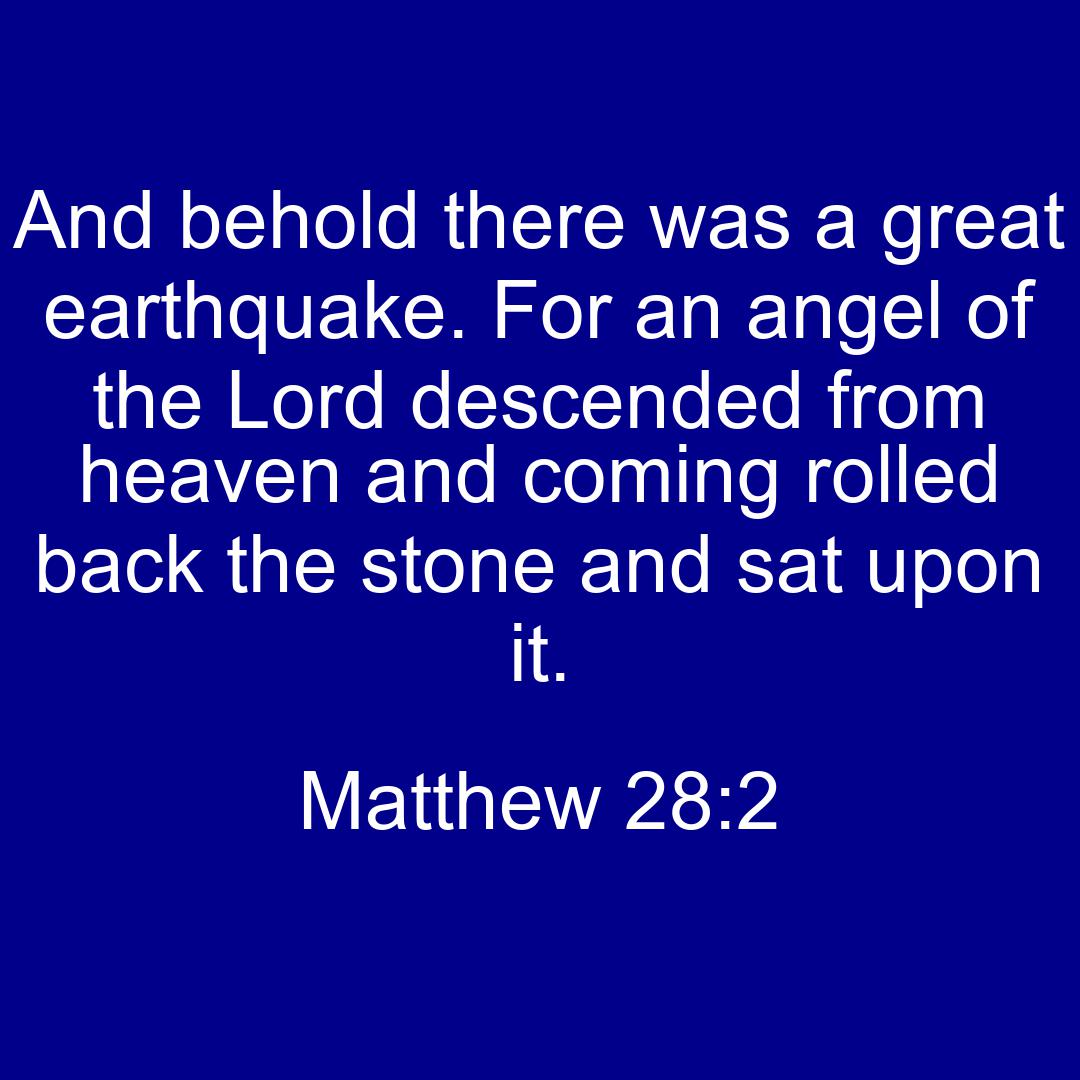 And behold there was a great
earthquake. For an angel of
the Lord descended from
heaven and coming rolled
back the stone and sat upon
it.
Matthew 28:2